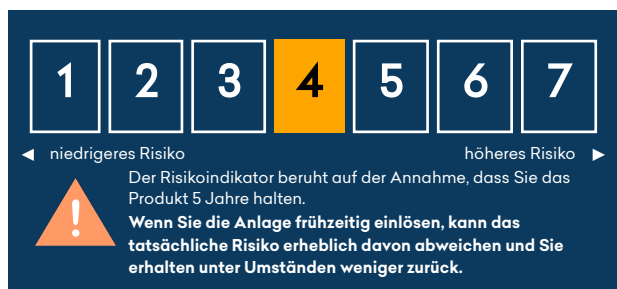 1 2 3 4 5 6 7
◀ niedrigeres Risiko höheres Risiko ▶
Der Risikoindikator beruht auf der Annahme, dass Sie das
Produkt 5 Jahre halten.
Wenn Sie die Anlage frühzeitig einlösen, kann das
tatsächliche Risiko erheblich davon abweichen und Sie
erhalten unter Umständen weniger zurück.